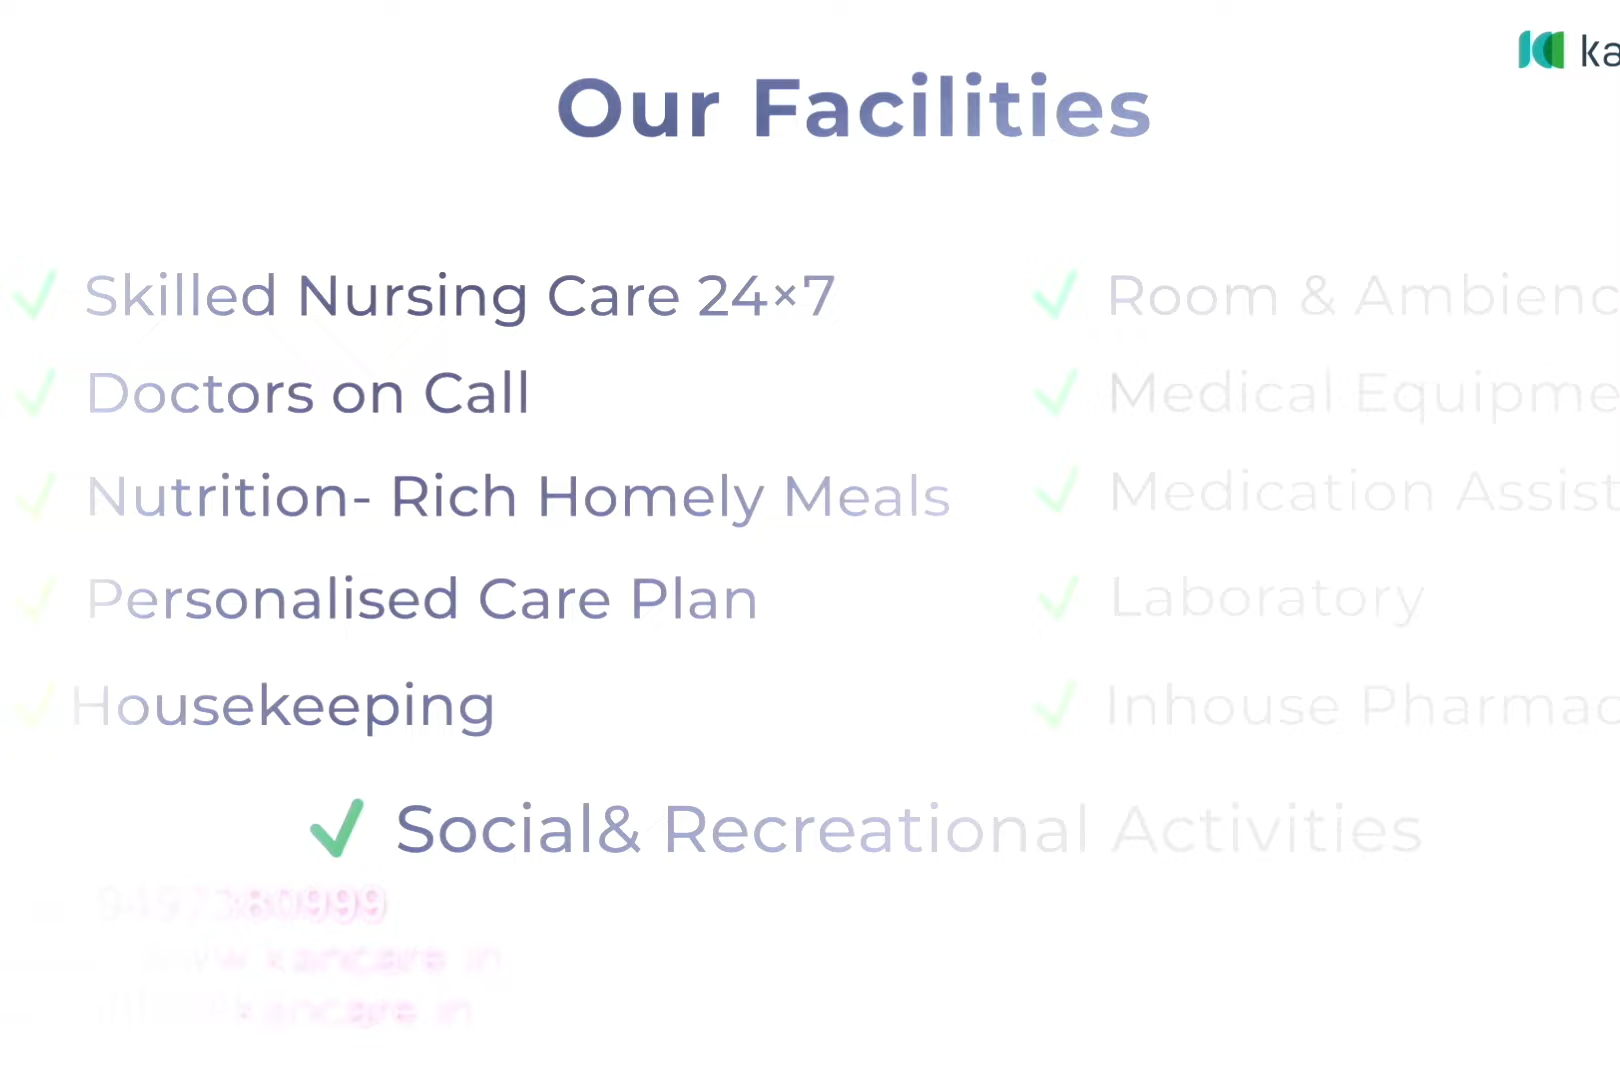 ka
Our Facilities
Skilled Nursing Care 24×7
Doctors on Call
Nutrition- Rich Homely Meals
Personalised Care Plan
Housekeeping
Room & Ambienc
Medical Equipme
Medication Assist
Laboratory
Inhouse Pharmac
Social& Recreational Activities